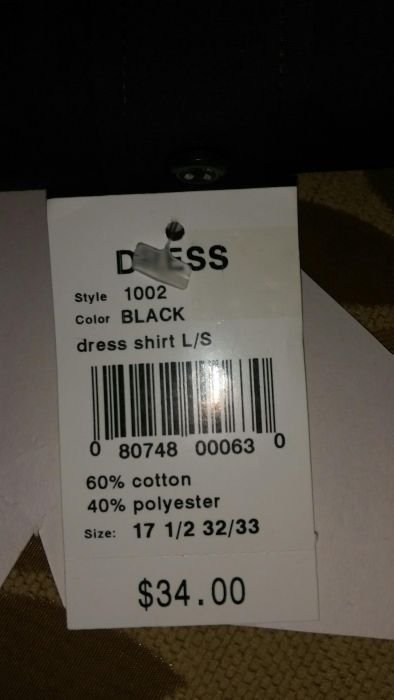 Style 1002
Color BLACK
dress shirt L/S
0 80748 00063 0
60% cotton
40% polyester
Size: 17 1/2 32/33
$34.00